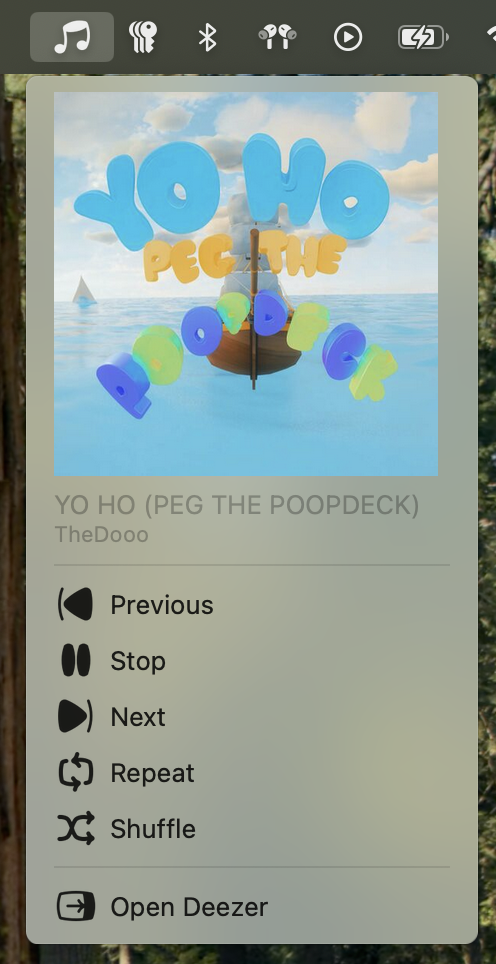 YO HO
PEG THE
POOPDECK
YO HO (PEG THE POOPDECK)
TheDooo
Previous
Stop
Next
Repeat
Shuffle
Open Deezer